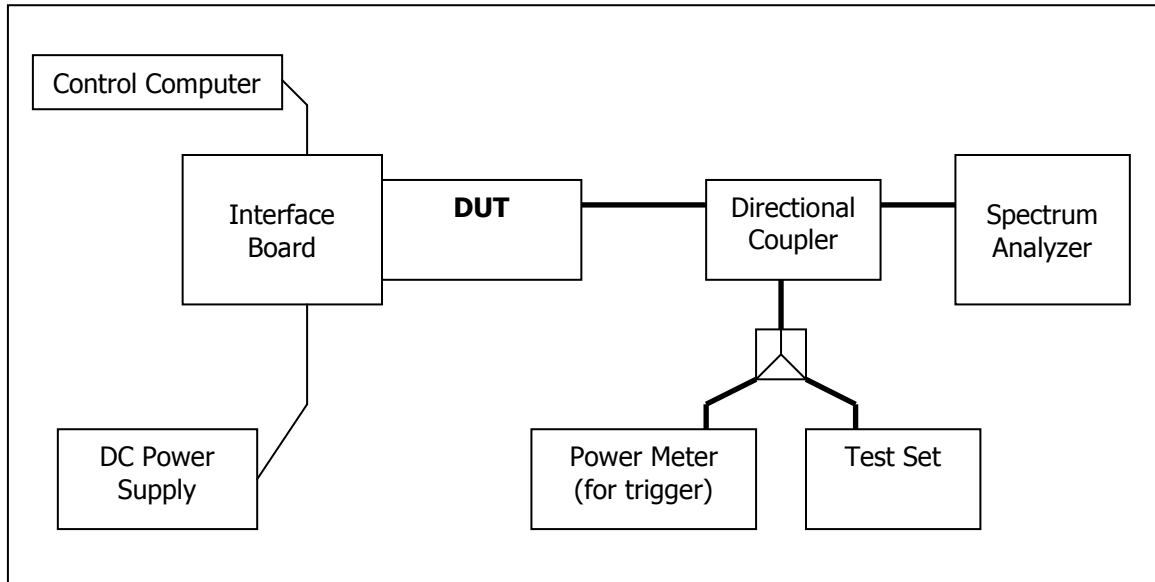 Control Computer
Interface
Board
DUT
Directional
Coupler
Spectrum
Analyzer
DC Power
Supply
Power Meter
(for trigger)
Test Set